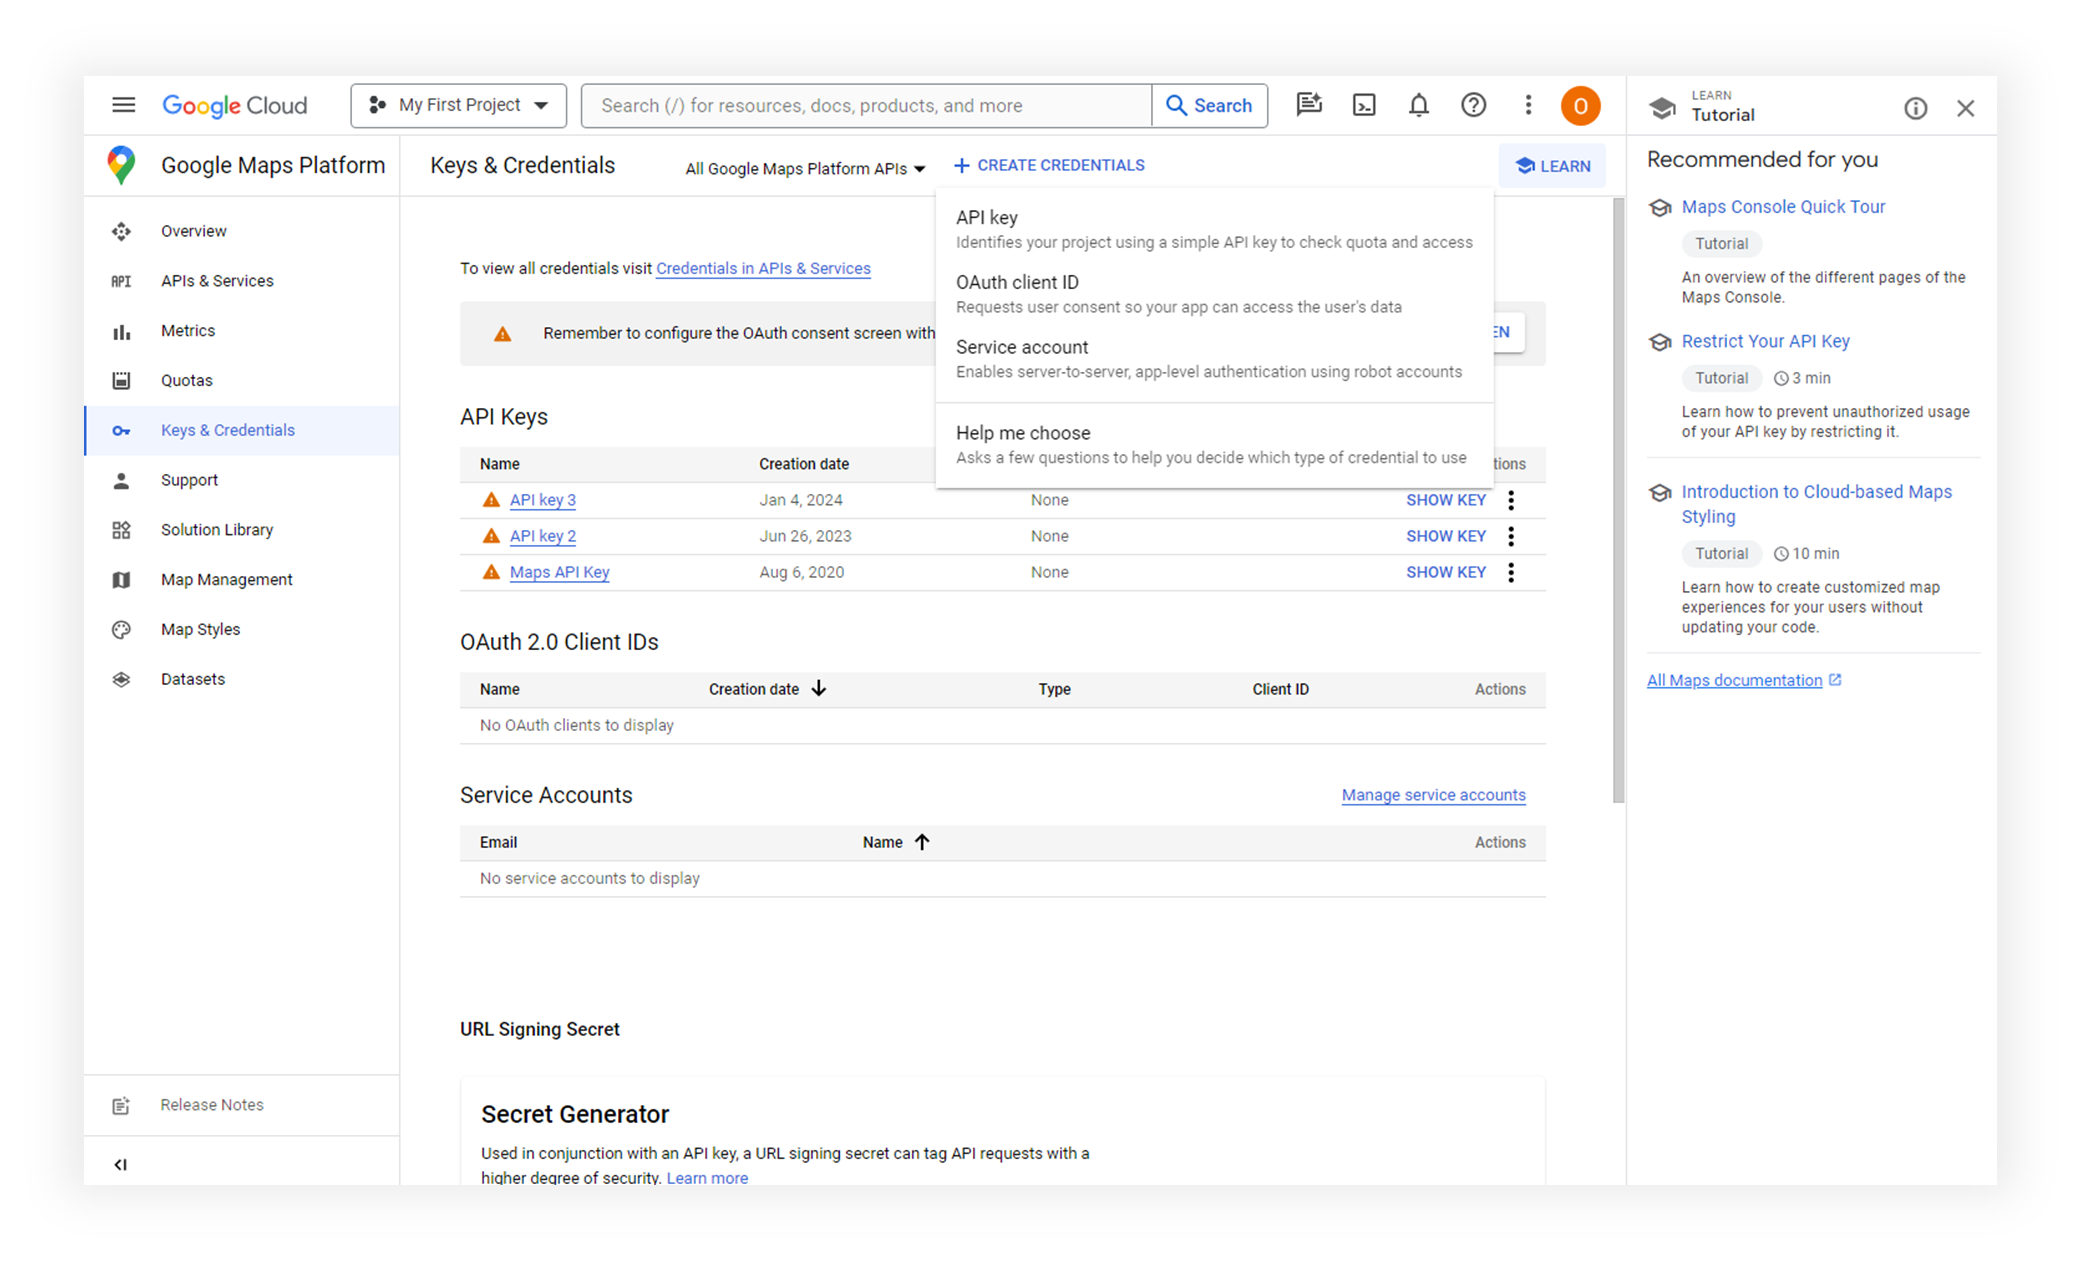 Google Cloud
My First Project
Search (/) for resources, docs, products, and more
Search
O
LEARN
Tutorial
Google Maps Platform
Keys & Credentials
All Google Maps Platform APIs
CREATE CREDENTIALS
LEARN
Overview
API
APIs & Services
Metrics
Quotas
Keys & Credentials
Support
Solution Library
Map Management
Map Styles
Datasets
Release Notes
To view all credentials visit Credentials in APIs & Services
Remember to configure the OAuth consent screen with
EN
API key
Identifies your project using a simple API key to check quota and access
OAuth client ID
Requests user consent so your app can access the user's data
Service account
Enables server-to-server, app-level authentication using robot accounts
Help me choose
Asks a few questions to help you decide which type of credential to use
API Keys
Name Creation date tions
API key 3 Jan 4, 2024 None SHOW KEY
API key 2 Jun 26, 2023 None SHOW KEY
Maps API Key Aug 6, 2020 None SHOW KEY
OAuth 2.0 Client IDs
Name Creation date Type Client ID Actions
No OAuth clients to display
Service Accounts
Manage service accounts
Email Name Actions
No service accounts to display
URL Signing Secret
Secret Generator
Used in conjunction with an API key, a URL signing secret can tag API requests with a
higher degree of security. Learn more
Recommended for you
Maps Console Quick Tour
Tutorial
An overview of the different pages of the
Maps Console.
Restrict Your API Key
Tutorial 3 min
Learn how to prevent unauthorized usage
of your API key by restricting it.
Introduction to Cloud-based Maps
Styling
Tutorial 10 min
Learn how to create customized map
experiences for your users without
updating your code.
All Maps documentation